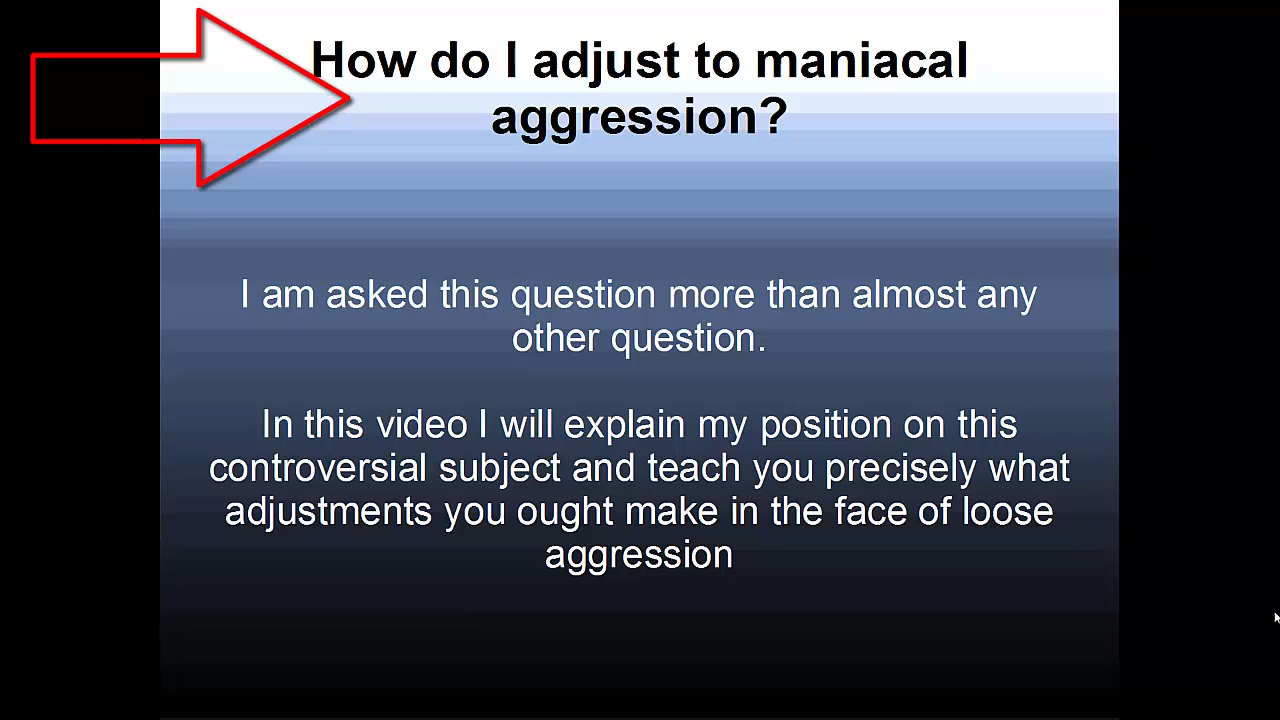 How do I adjust to maniacal
aggression?
I am asked this question more than almost any
other question.
In this video I will explain my position on this
controversial subject and teach you precisely what
adjustments you ought make in the face of loose
aggression